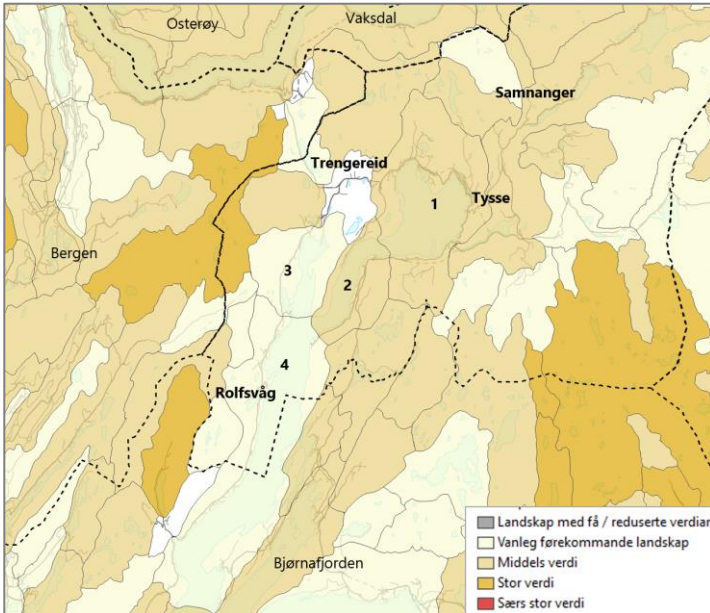 Osterøy
Vaksdal
Samnanger
Trengereid
1
Tysse
Bergen
3
2
4
Rolfsvåg
Bjørnafjorden
Landskap med få / reduserte verdiar
Vanleg førekommande landskap
Middels verdi
Stor verdi
Særs stor verdi